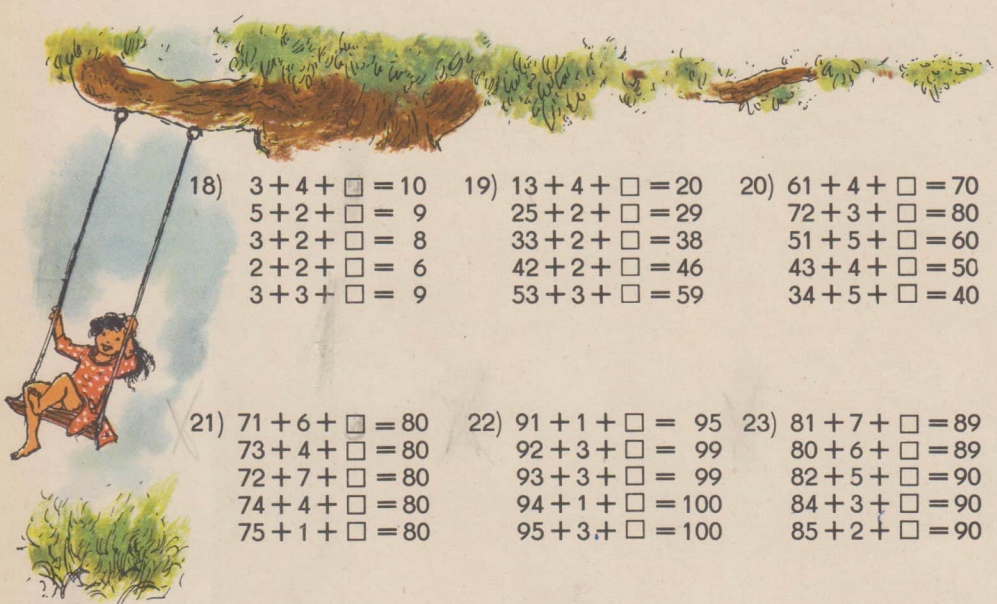 18) 3 + 4 + □ = 10
5 + 2 + □ = 9
3 + 2 + □ = 8
2 + 2 + □ = 6
3 + 3 + □ = 9
19) 13 + 4 + □ = 20
25 + 2 + □ = 29
33 + 2 + □ = 38
42 + 2 + □ = 46
53 + 3 + □ = 59
20) 61 + 4 + □ = 70
72 + 3 + □ = 80
51 + 5 + □ = 60
43 + 4 + □ = 50
34 + 5 + □ = 40
21) 71 + 6 + □ = 80
73 + 4 + □ = 80
72 + 7 + □ = 80
74 + 4 + □ = 80
75 + 1 + □ = 80
22) 91 + 1 + □ = 95
92 + 3 + □ = 99
93 + 3 + □ = 99
94 + 1 + □ = 100
95 + 3 + □ = 100
23) 81 + 7 + □ = 89
80 + 6 + □ = 89
82 + 5 + □ = 90
84 + 3 + □ = 90
85 + 2 + □ = 90